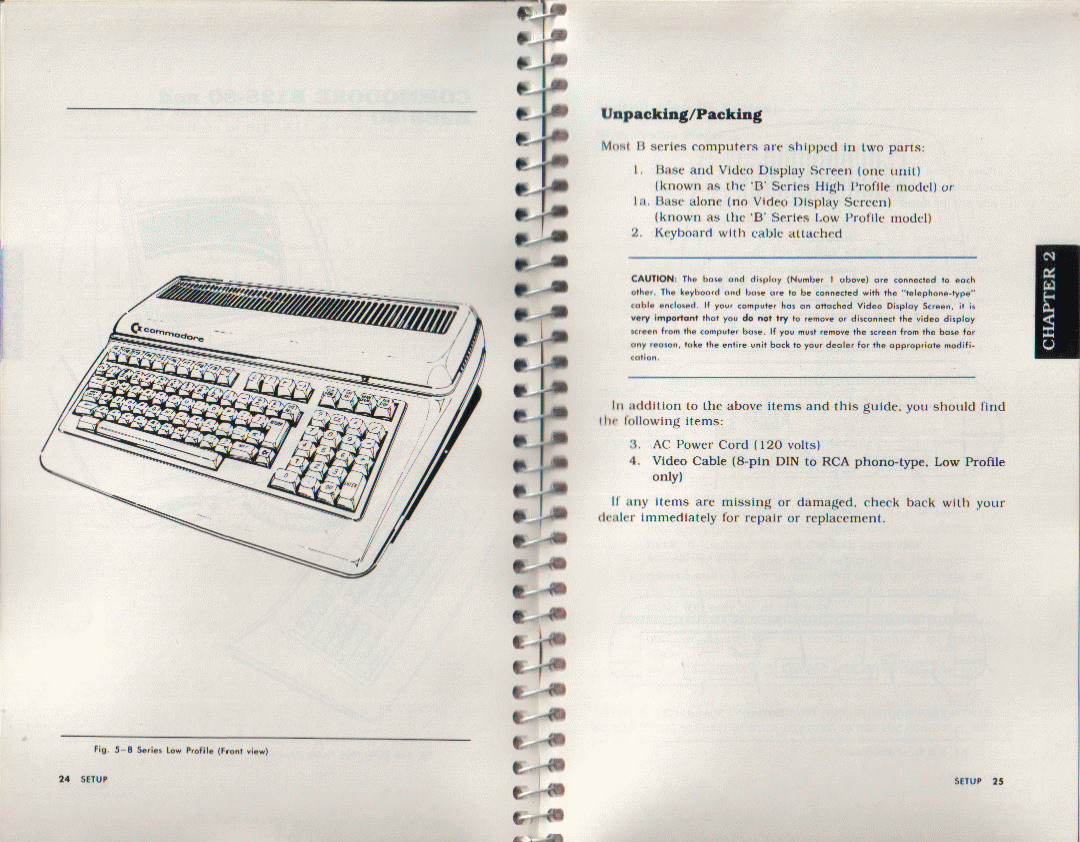 commodore
Fig. 5–B Series Low Profile (Front view)
24 SETUP
Unpacking/Packing
Most B series computers are shipped in two parts:
1. Base and Video Display Screen (one unit)
(known as the 'B' Series High Profile model) or
1a. Base alone (no Video Display Screen)
(known as the 'B' Series Low Profile model)
2. Keyboard with cable attached
CAUTION: The base and display (Number 1 above) are connected to each
other. The keyboard and base are to be connected with the "telephone-type"
cable enclosed. If your computer has an attached Video Display Screen, it is
very important that you do not try to remove or disconnect the video display
screen from the computer base. If you must remove the screen from the base for
any reason, take the entire unit back to your dealer for the appropriate modifi-
cation.
In addition to the above items and this guide, you should find
the following items:
3. AC Power Cord (120 volts)
4. Video Cable (8-pin DIN to RCA phono-type, Low Profile
only)
If any items are missing or damaged, check back with your
dealer immediately for repair or replacement.
CHAPTER 2
SETUP 25